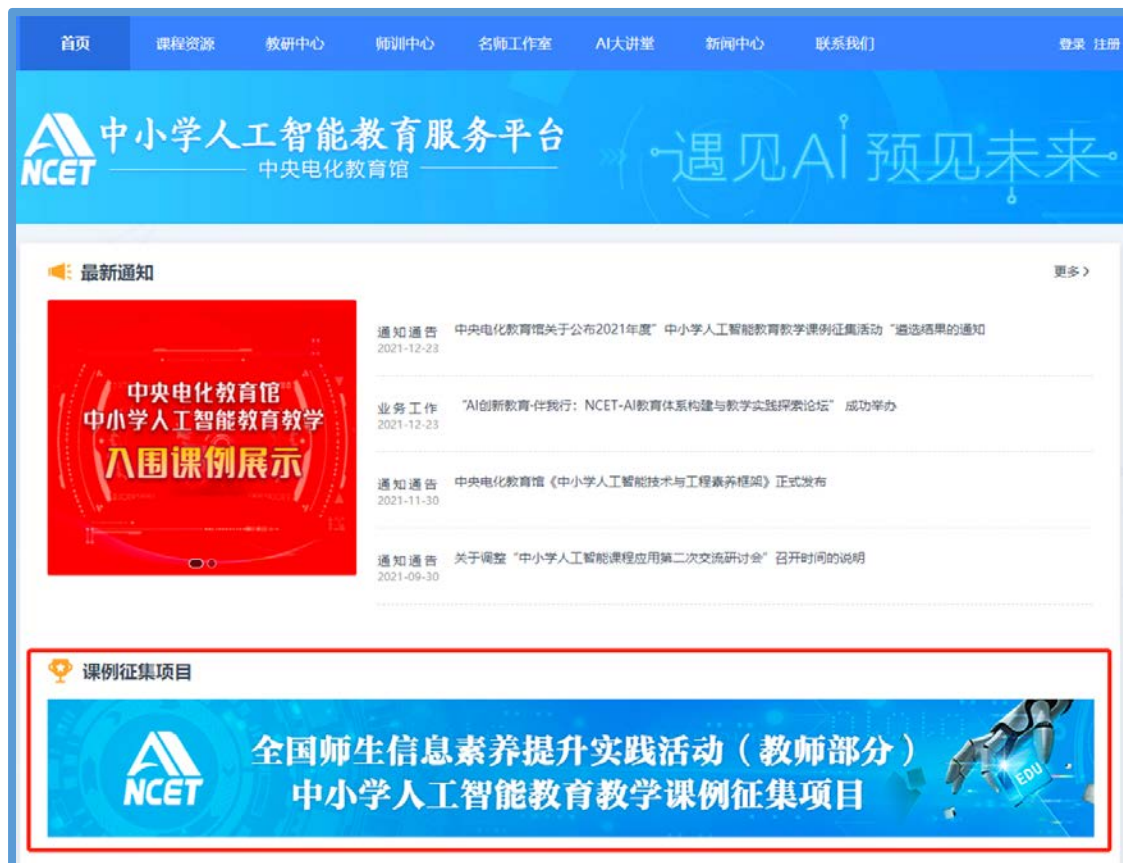 首页 课程资源 教研中心 师训中心 名师工作室 AI大讲堂 新闻中心 联系我们 登录 注册
NCET
中小学人工智能教育服务平台
中央电化教育馆
遇见AI 预见未来
最新通知 更多
中央电化教育馆
中小学人工智能教育教学
入围课例展示
通知通告 中央电化教育馆关于公布2021年度”中小学人工智能教育教学课例征集活动“遴选结果的通知
2021-12-23
业务工作 “AI创新教育·伴我行：NCET-AI教育体系构建与教学实践探索论坛” 成功举办
2021-12-23
通知通告 中央电化教育馆《中小学人工智能技术与工程素养框架》正式发布
2021-11-30
通知通告 关于调整“中小学人工智能课程应用第二次交流研讨会”召开时间的说明
2021-09-30
课例征集项目
NCET
全国师生信息素养提升实践活动（教师部分）
中小学人工智能教育教学课例征集项目
EDU